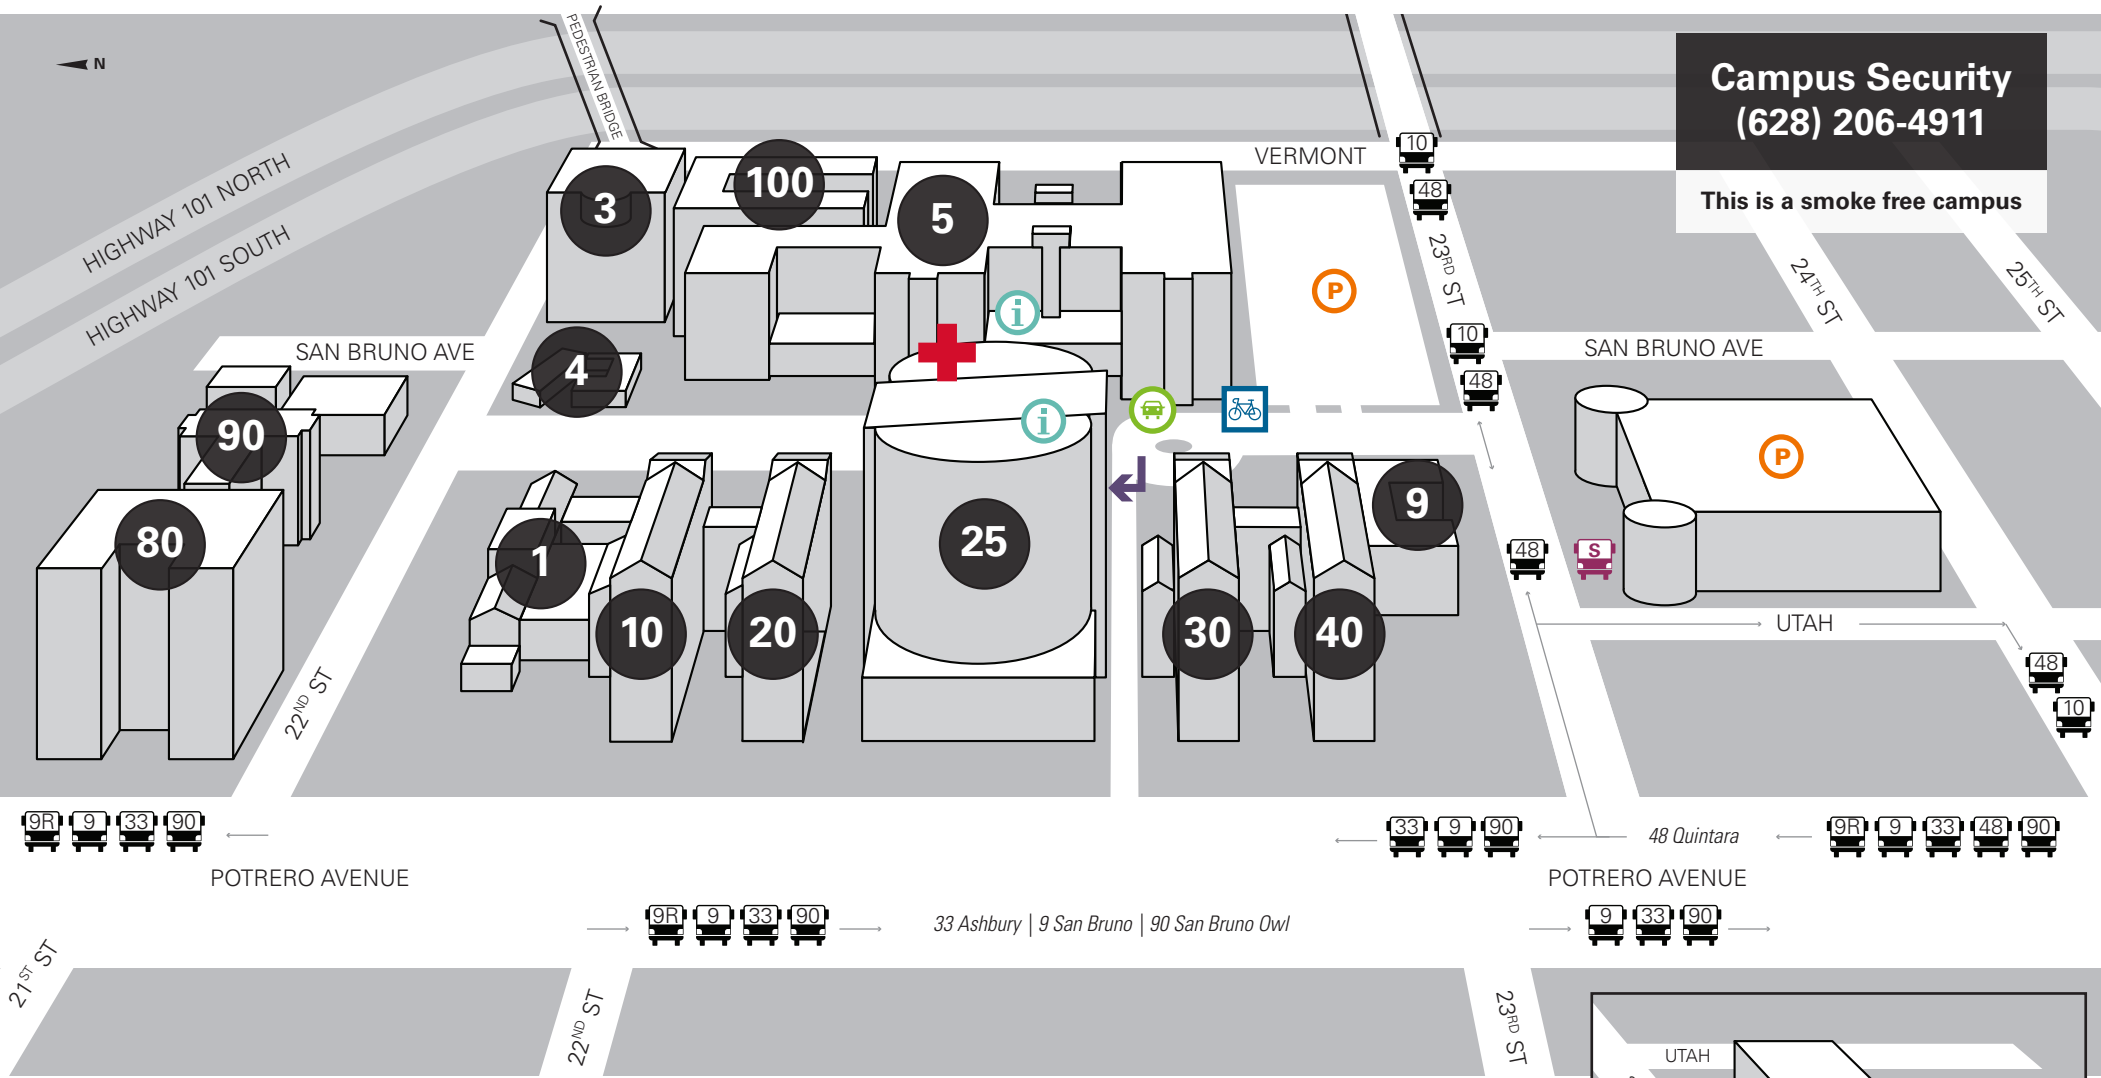 N
PEDESTRIAN BRIDGE
Campus Security
(628) 206-4911
This is a smoke free campus
HIGHWAY 101 NORTH
HIGHWAY 101 SOUTH
VERMONT
10
48
3
100
5
i
P
23RD ST
24TH ST
25TH ST
SAN BRUNO AVE
4
10
48
SAN BRUNO AVE
90
i
P
80
1
25
9
48
S
10
20
30
40
UTAH
48
10
22ND ST
9R
9
33
90
33
9
90
48 Quintara
9R
9
33
48
90
POTRERO AVENUE
POTRERO AVENUE
9R
9
33
90
33 Ashbury | 9 San Bruno | 90 San Bruno Owl
9
33
90
21ST ST
22ND ST
23RD ST
UTAH